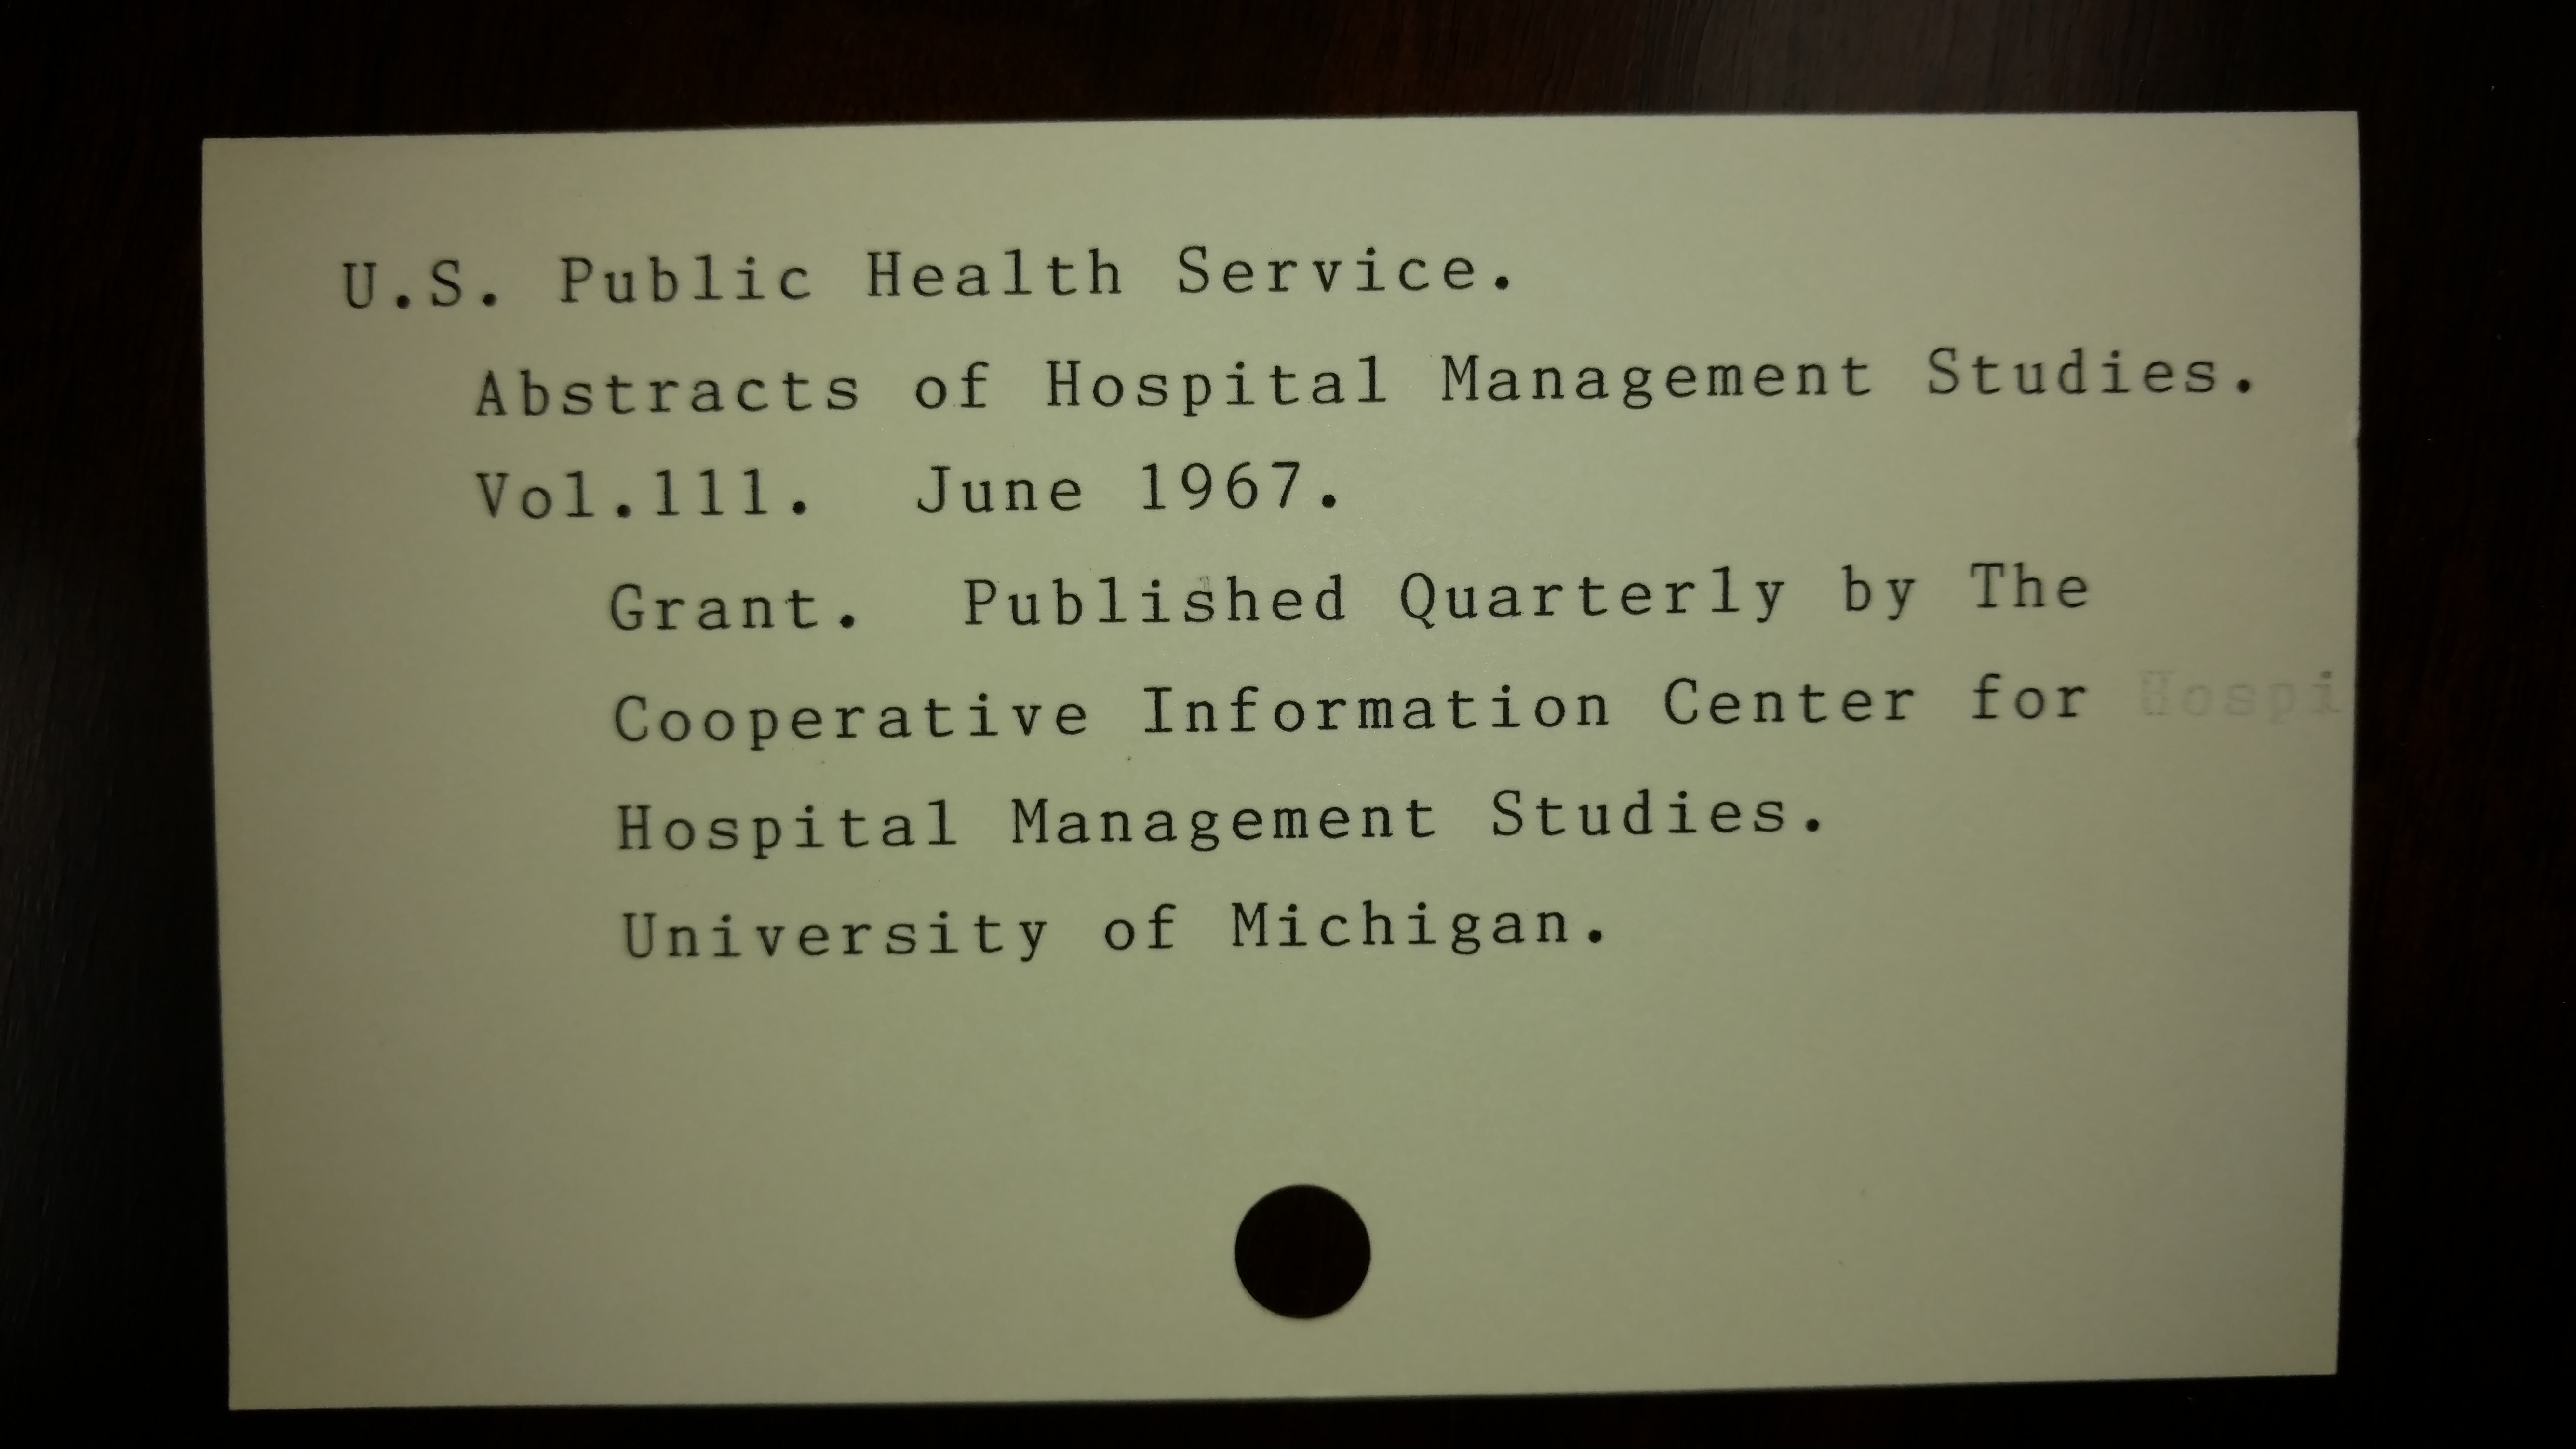 U.S. Public Health Service.
Abstracts of Hospital Management Studies.
Vol.111.  June 1967.
Grant.  Published Quarterly by The
Cooperative Information Center for Hospi
Hospital Management Studies.
University of Michigan.